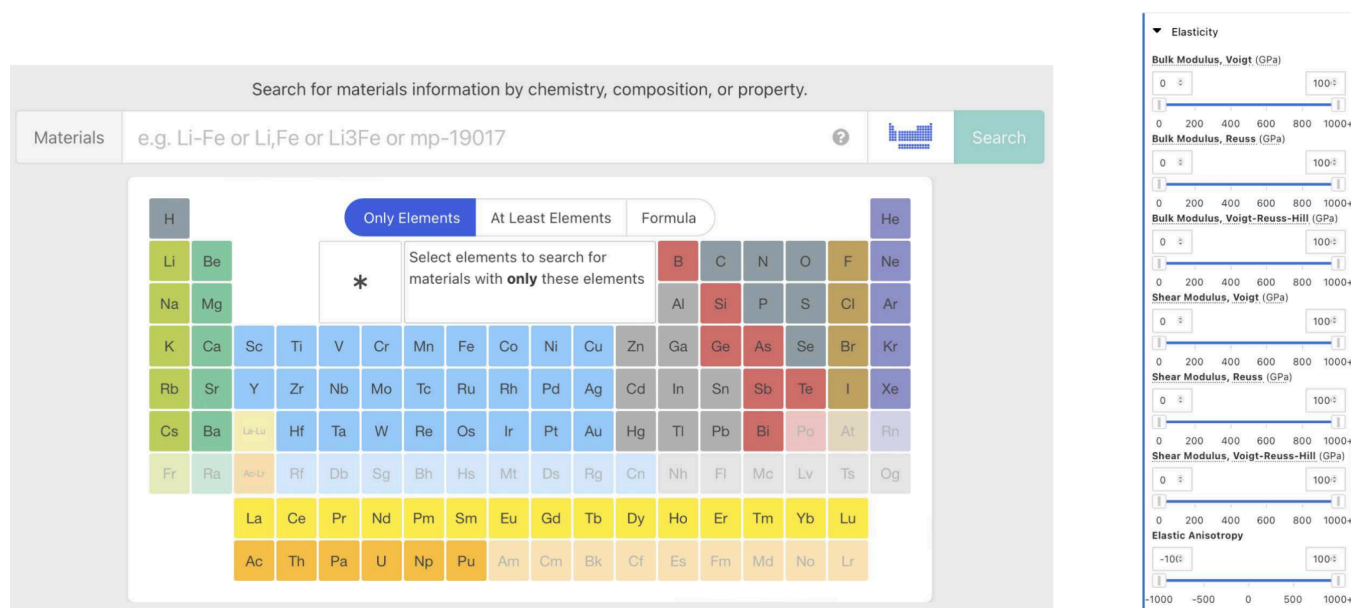 Search for materials information by chemistry, composition, or property.
Materials e.g. Li-Fe or Li,Fe or Li3Fe or mp-19017 ? Search
H Only Elements At Least Elements Formula He
Li Be * Select elements to search for B C N O F Ne
materials with only these elements
Na Mg Al Si P S Cl Ar
K Ca Sc Ti V Cr Mn Fe Co Ni Cu Zn Ga Ge As Se Br Kr
Rb Sr Y Zr Nb Mo Tc Ru Rh Pd Ag Cd In Sn Sb Te I Xe
Cs Ba La-Lu Hf Ta W Re Os Ir Pt Au Hg Tl Pb Bi Po At Rn
Fr Ra Ac-Lr Rf Db Sg Bh Hs Mt Ds Rg Cn Nh Fl Mc Lv Ts Og
La Ce Pr Nd Pm Sm Eu Gd Tb Dy Ho Er Tm Yb Lu
Ac Th Pa U Np Pu Am Cm Bk Cf Es Fm Md No Lr
Elasticity
Bulk Modulus, Voigt (GPa)
0 100
0 200 400 600 800 1000+
Bulk Modulus, Reuss (GPa)
0 100
0 200 400 600 800 1000+
Bulk Modulus, Voigt-Reuss-Hill (GPa)
0 100
0 200 400 600 800 1000+
Shear Modulus, Voigt (GPa)
0 100
0 200 400 600 800 1000+
Shear Modulus, Reuss (GPa)
0 100
0 200 400 600 800 1000+
Shear Modulus, Voigt-Reuss-Hill (GPa)
0 100
0 200 400 600 800 1000+
Elastic Anisotropy
-100 100
-1000 -500 0 500 1000+